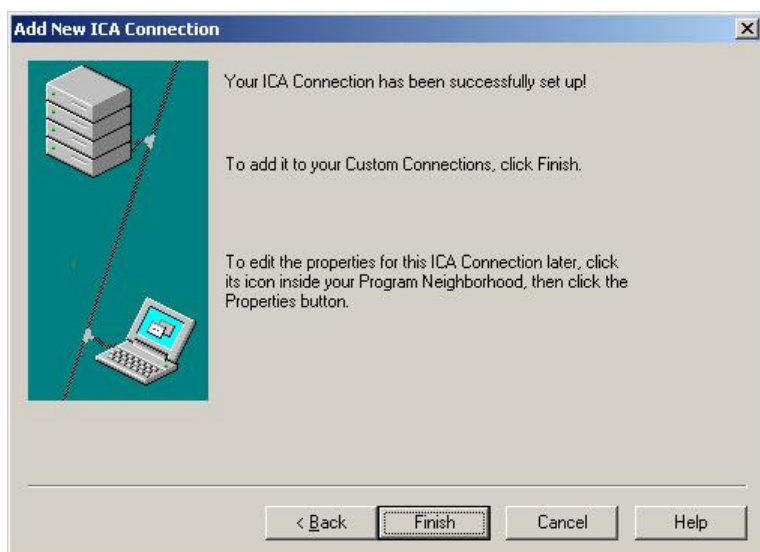 Add New ICA Connection
Your ICA Connection has been successfully set up!
To add it to your Custom Connections, click Finish.
To edit the properties for this ICA Connection later, click
its icon inside your Program Neighborhood, then click the
Properties button.
< Back
Finish
Cancel
Help